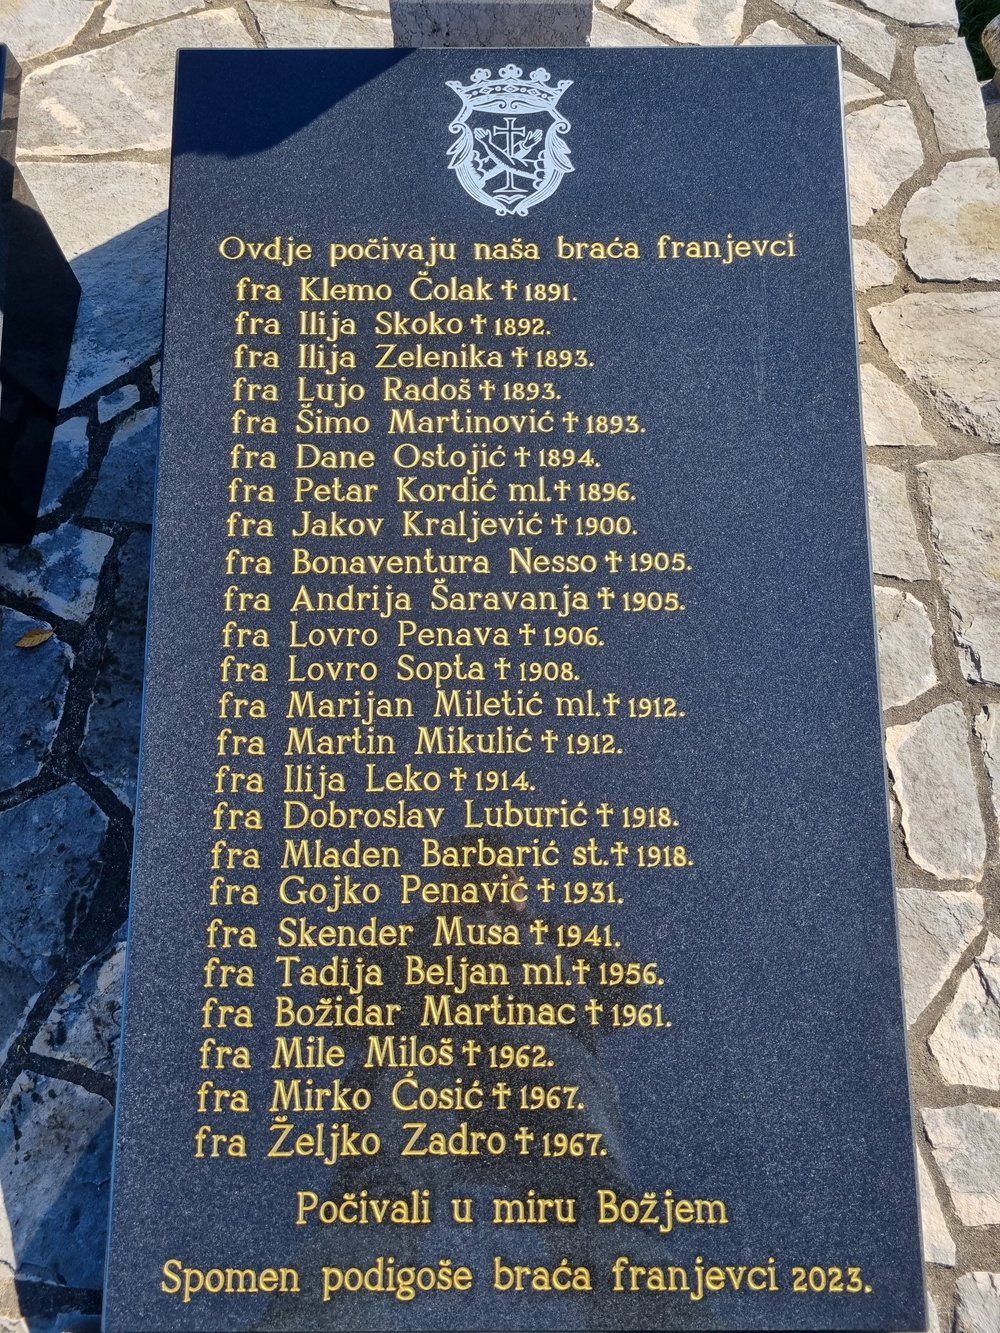 Ovdje počivaju naša braća franjevci
fra Klemo Čolak † 1891.
fra Ilija Skoko † 1892.
fra Ilija Zelenika † 1893.
fra Lujo Radoš † 1893.
fra Šimo Martinović † 1893.
fra Dane Ostojić † 1894.
fra Petar Kordić ml. † 1896.
fra Jakov Kraljević † 1900.
fra Bonaventura Nesso † 1905.
fra Andrija Šaravanja † 1905.
fra Lovro Penava † 1906.
fra Lovro Sopta † 1908.
fra Marijan Miletić ml. † 1912.
fra Martin Mikulić † 1912.
fra Ilija Leko † 1914.
fra Dobroslav Luburić † 1918.
fra Mladen Barbarić st. † 1918.
fra Gojko Penavić † 1931.
fra Skender Musa † 1941.
fra Tadija Beljan ml. † 1956.
fra Božidar Martinac † 1961.
fra Mile Miloš † 1962.
fra Mirko Ćosić † 1967.
fra Željko Zadro † 1967.
Počivali u miru Božjem
Spomen podigoše braća franjevci 2023.